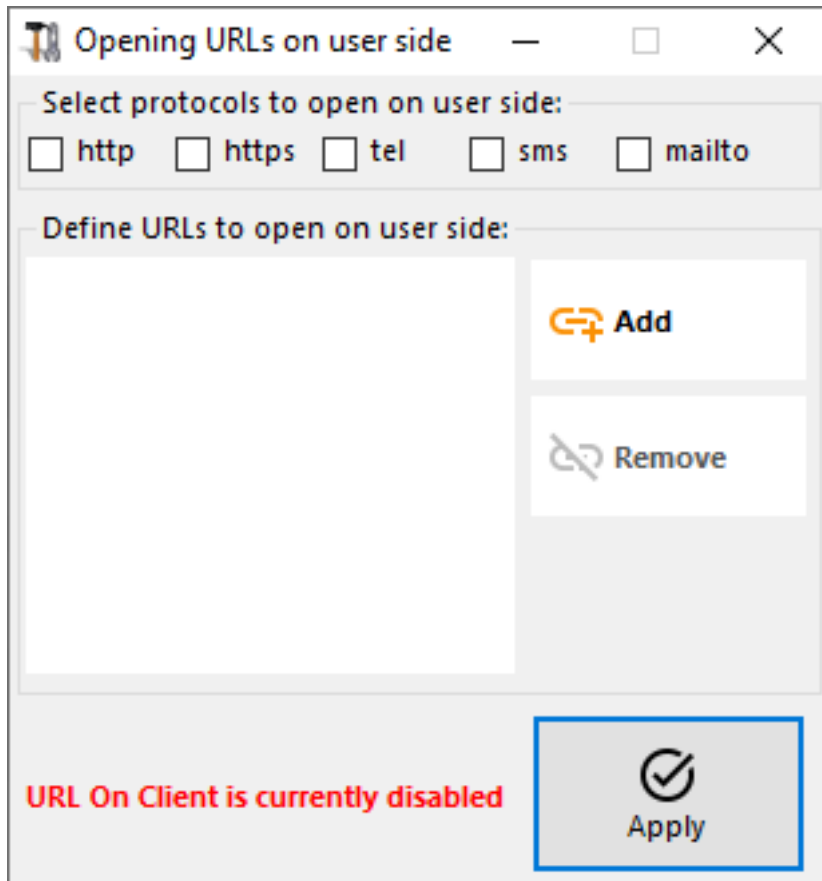 Opening URLs on user side
Select protocols to open on user side:
http https tel sms mailto
Define URLs to open on user side:
Add
Remove
URL On Client is currently disabled
Apply